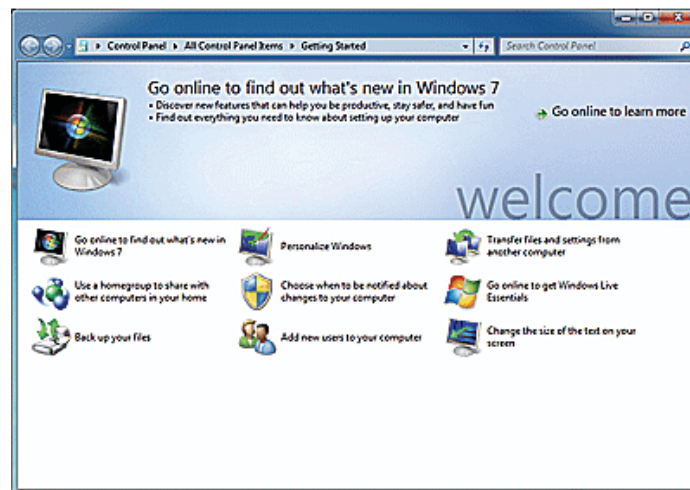 Control Panel ▸ All Control Panel Items ▸ Getting Started
Search Control Panel
Go online to find out what's new in Windows 7
• Discover new features that can help you be productive, stay safer, and have fun
• Find out everything you need to know about setting up your computer
Go online to learn more
welcome
Go online to find out what's new in
Windows 7
Personalize Windows
Transfer files and settings from
another computer
Use a homegroup to share with
other computers in your home
Choose when to be notified about
changes to your computer
Go online to get Windows Live
Essentials
Back up your files
Add new users to your computer
Change the size of the text on your
screen